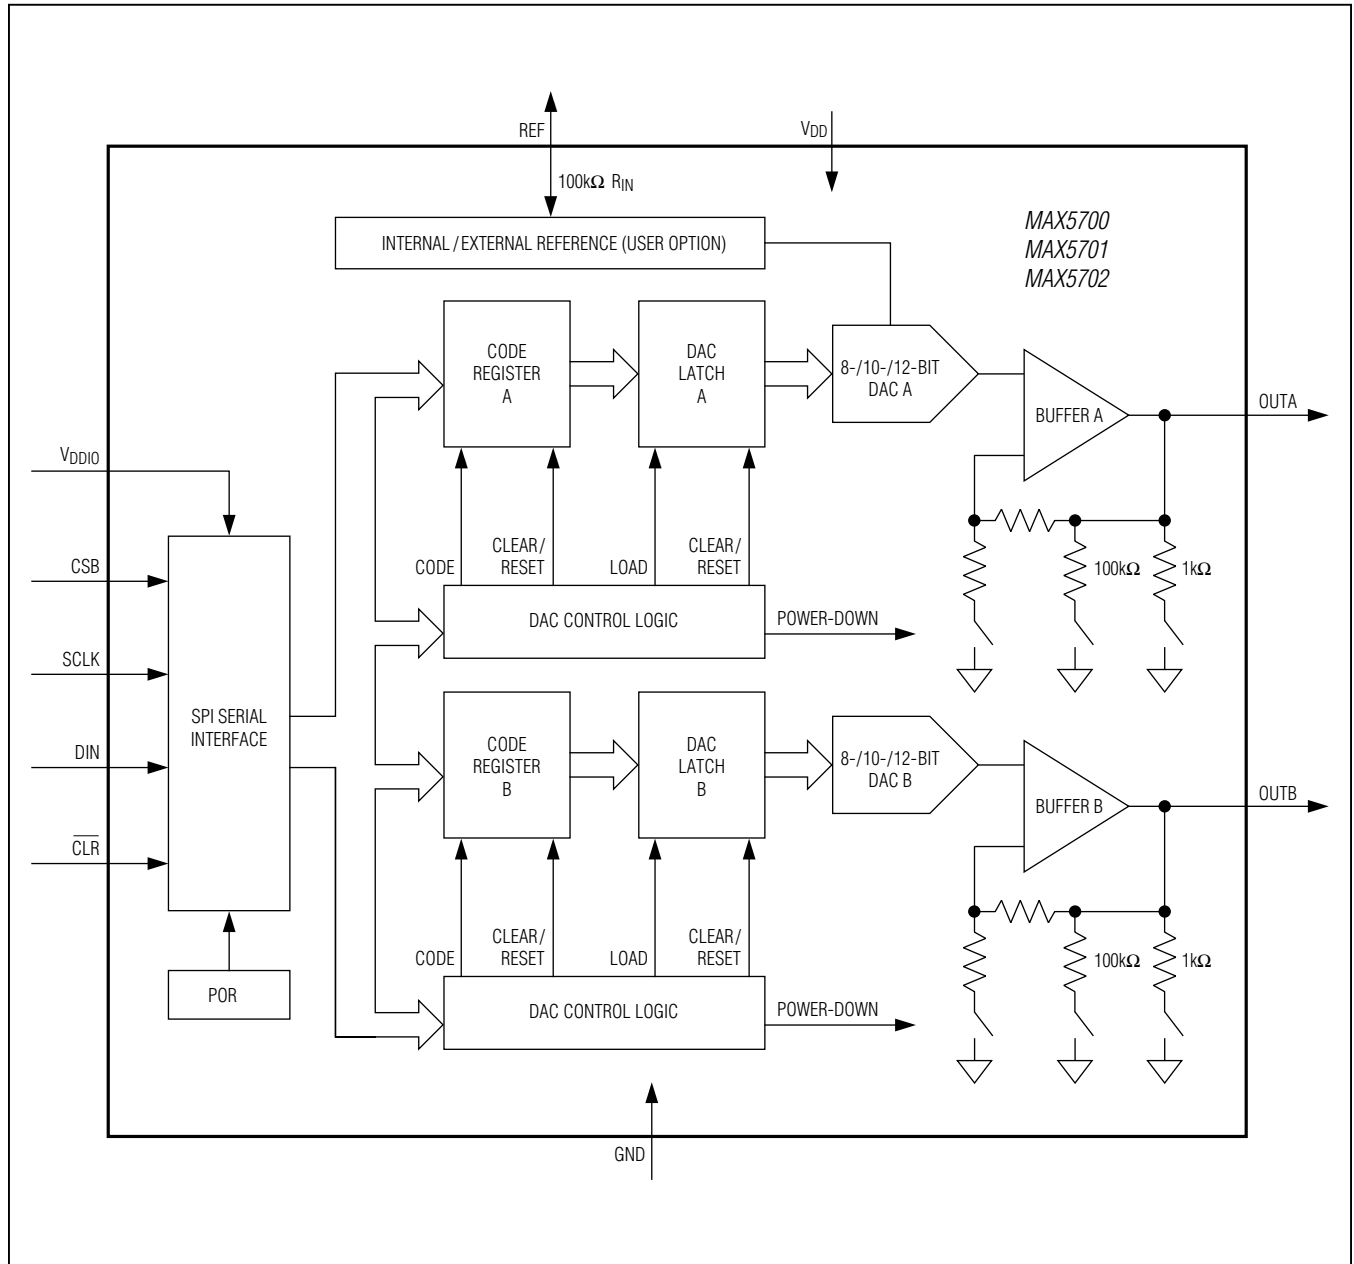 REF
VDD
100kΩ RIN
INTERNAL/EXTERNAL REFERENCE (USER OPTION)
MAX5700
MAX5701
MAX5702
CODE
REGISTER
A
DAC
LATCH
A
8-/10-/12-BIT
DAC A
BUFFER A
OUTA
VDDIO
CSB
SCLK
DIN
CLR
SPI SERIAL
INTERFACE
POR
CODE
CLEAR/
RESET
LOAD
CLEAR/
RESET
100kΩ
1kΩ
DAC CONTROL LOGIC
POWER-DOWN
CODE
REGISTER
B
DAC
LATCH
B
8-/10-/12-BIT
DAC B
BUFFER B
OUTB
CODE
CLEAR/
RESET
LOAD
CLEAR/
RESET
100kΩ
1kΩ
DAC CONTROL LOGIC
POWER-DOWN
GND